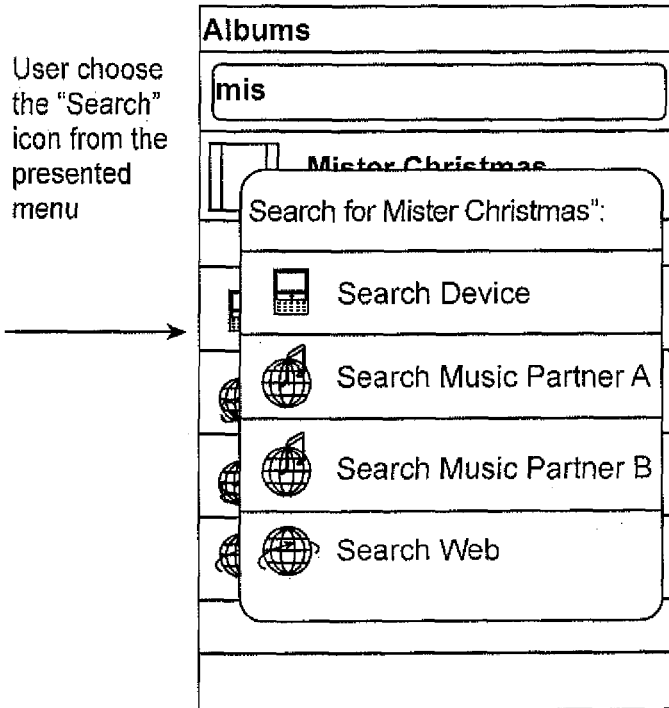 Albums
User choose
the "Search"
icon from the
presented
menu
mis
Mister Christmas
Search for Mister Christmas":
Search Device
Search Music Partner A
Search Music Partner B
Search Web